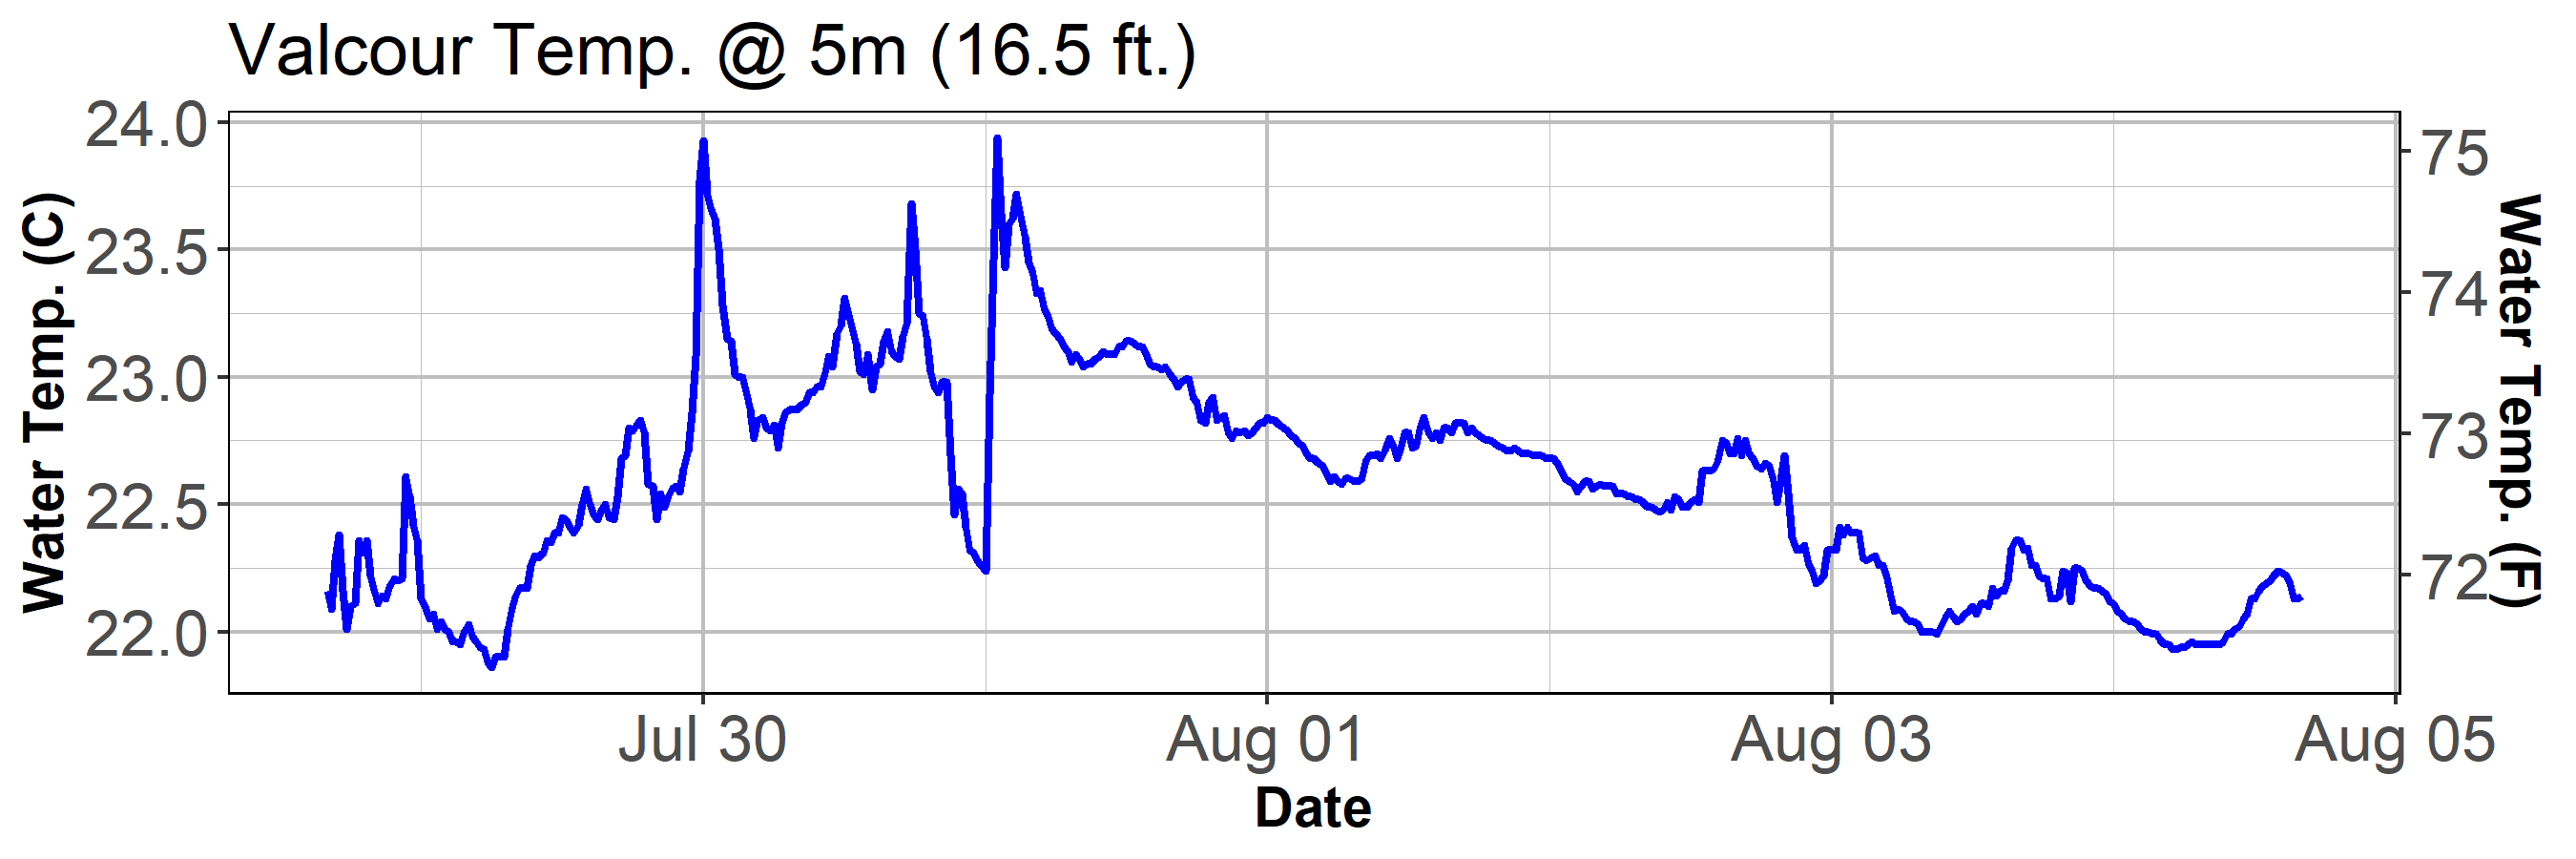 Valcour Temp. @ 5m (16.5 ft.)
24.0
23.5
23.0
22.5
22.0
Water Temp. (C)
75
74
73
72
Water Temp. (F)
Jul 30
Aug 01
Aug 03
Aug 05
Date